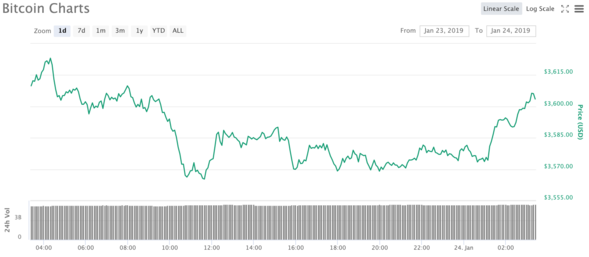 Bitcoin Charts
Linear Scale Log Scale
Zoom 1d 7d 1m 3m 1y YTD ALL From Jan 23, 2019 To Jan 24, 2019
$3,615.00
$3,600.00
$3,585.00
$3,570.00
$3,555.00
Price (USD)
24h Vol
3B
0
04:00 06:00 08:00 10:00 12:00 14:00 16:00 18:00 20:00 22:00 24. Jan 02:00